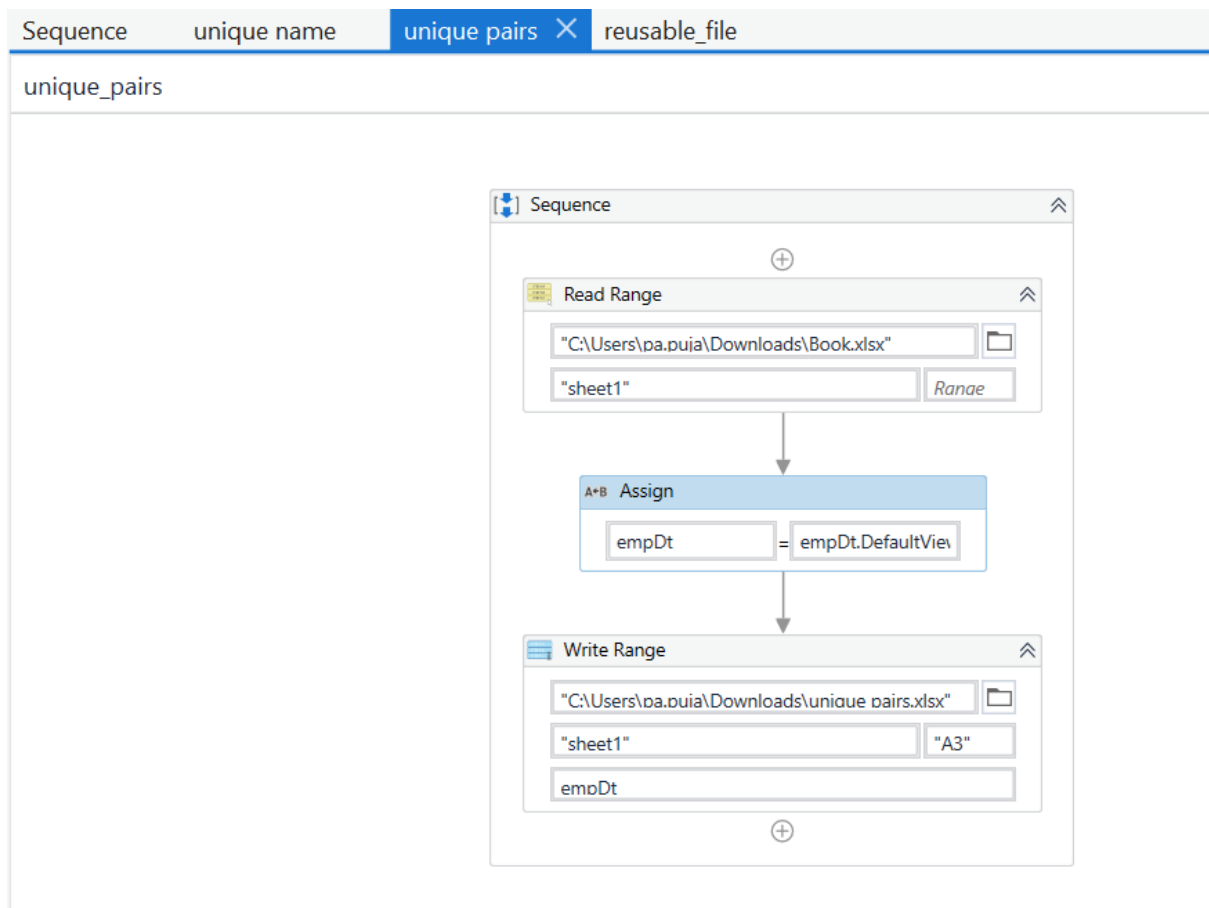 Sequence unique name unique pairs reusable_file
unique_pairs
Sequence
Read Range
"C:\Users\pa.puja\Downloads\Book.xlsx"
"sheet1" Range
A←B Assign
empDt = empDt.DefaultView
Write Range
"C:\Users\pa.puja\Downloads\unique pairs.xlsx"
"sheet1" "A3"
empDt